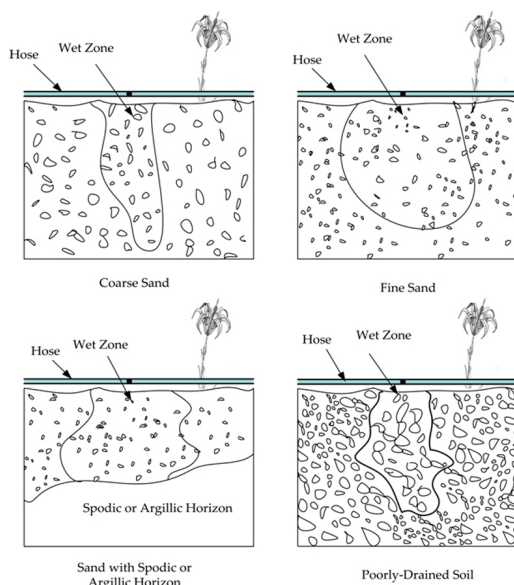 Hose
Wet Zone
Coarse Sand
Hose
Wet Zone
Fine Sand
Hose
Wet Zone
Spodic or Argillic Horizon
Sand with Spodic or
Argillic Horizon
Hose
Wet Zone
Poorly-Drained Soil